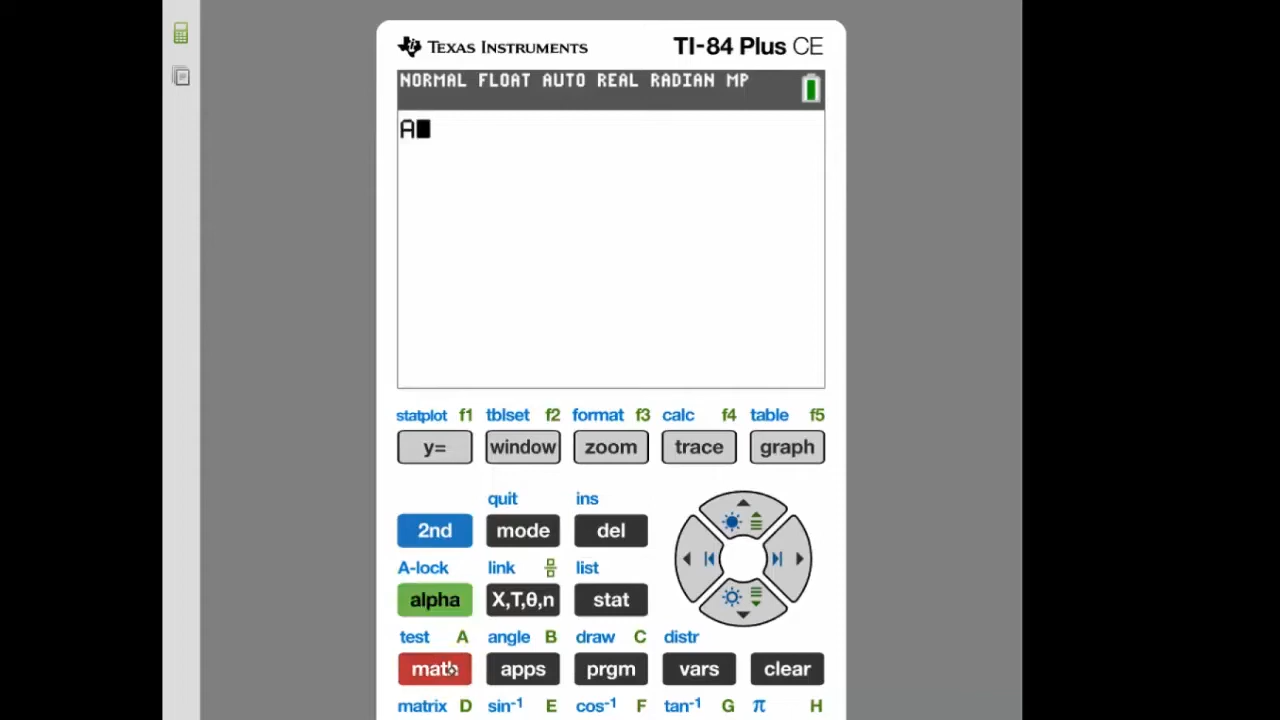 TEXAS INSTRUMENTS TI-84 Plus CE
NORMAL FLOAT AUTO REAL RADIAN MP
A
statplot f1 tblset f2 format f3 calc f4 table f5
y= window zoom trace graph
quit ins
2nd mode del
A-lock link list
alpha X,T,θ,n stat
test A angle B draw C distr
math apps prgm vars clear
matrix D sin⁻¹ E cos⁻¹ F tan⁻¹ G π H